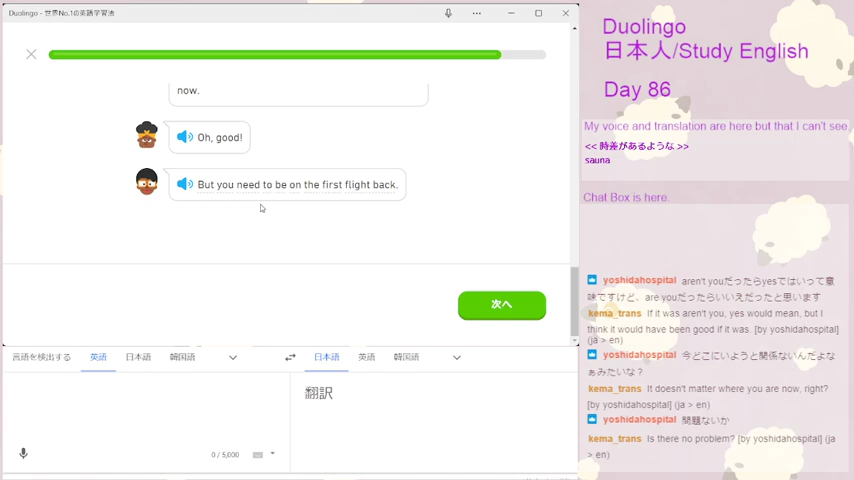 Duolingo - 世界No.1の英語学習法
now.
Oh, good!
But you need to be on the first flight back.
次へ
言語を検出する 英語 日本語 韓国語
日本語 英語 韓国語
翻訳
0 / 5,000
Duolingo
日本人/Study English
Day 86
My voice and translation are here but that I can't see
<< 時差があるような >>
sauna
Chat Box is here.
yoshidahospital aren't youだったらyesではいって意
味ですけど、are youだったらいいえだったと思います
kema_trans If it was aren't you, yes would mean, but I
think it would have been good if it was. [by yoshidahospital]
(ja > en)
yoshidahospital 今どこにいようと関係ないんだよな
ぁみたいな？
kema_trans It doesn't matter where you are now, right?
[by yoshidahospital] (ja > en)
yoshidahospital 問題ないか
kema_trans Is there no problem? [by yoshidahospital] (ja
> en)